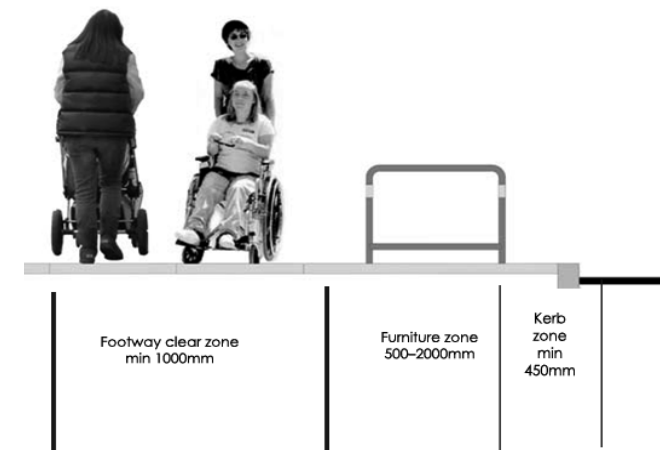 Footway clear zone
min 1000mm
Furniture zone
500–2000mm
Kerb
zone
min
450mm